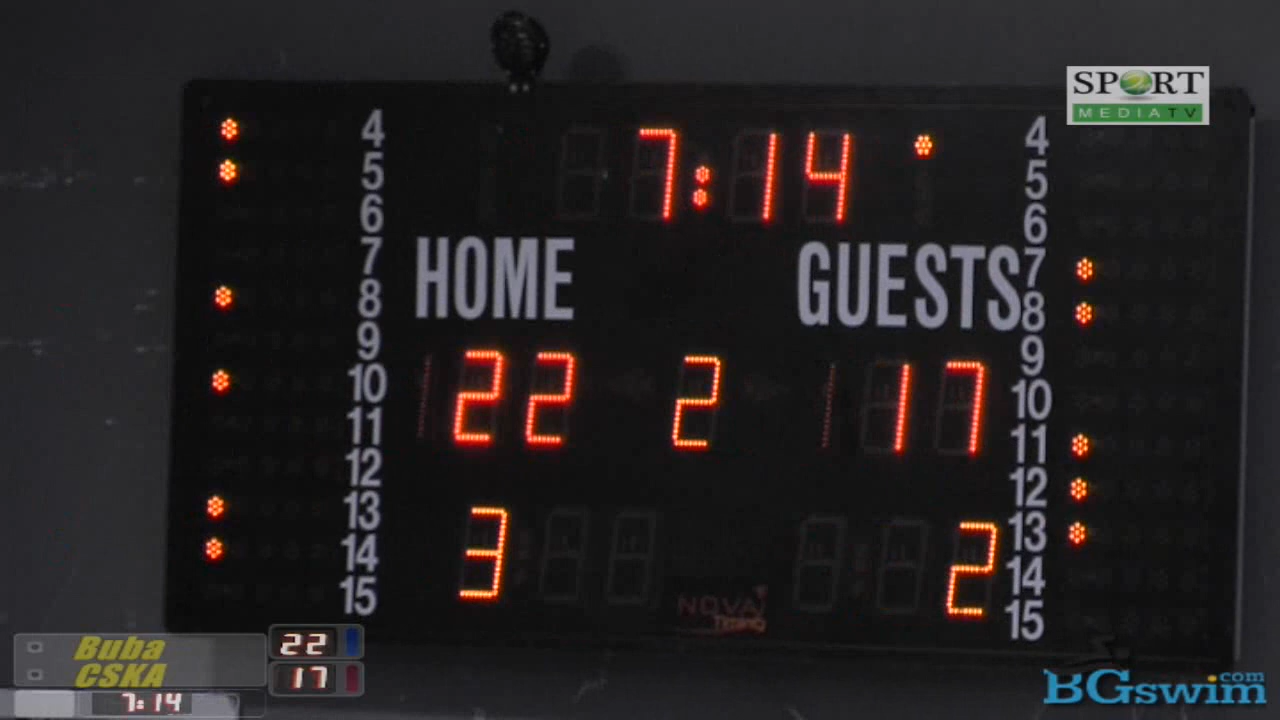 SPORT
MEDIA TV
4 7:14 4
5 5
6 6
7 HOME GUESTS 7
8 8
9 9
10 22 2 17 10
11 11
12 12
13 3 2 13
14 14
15 15
NOVA
Buba 22
CSKA 17
7:14
BGswim.com